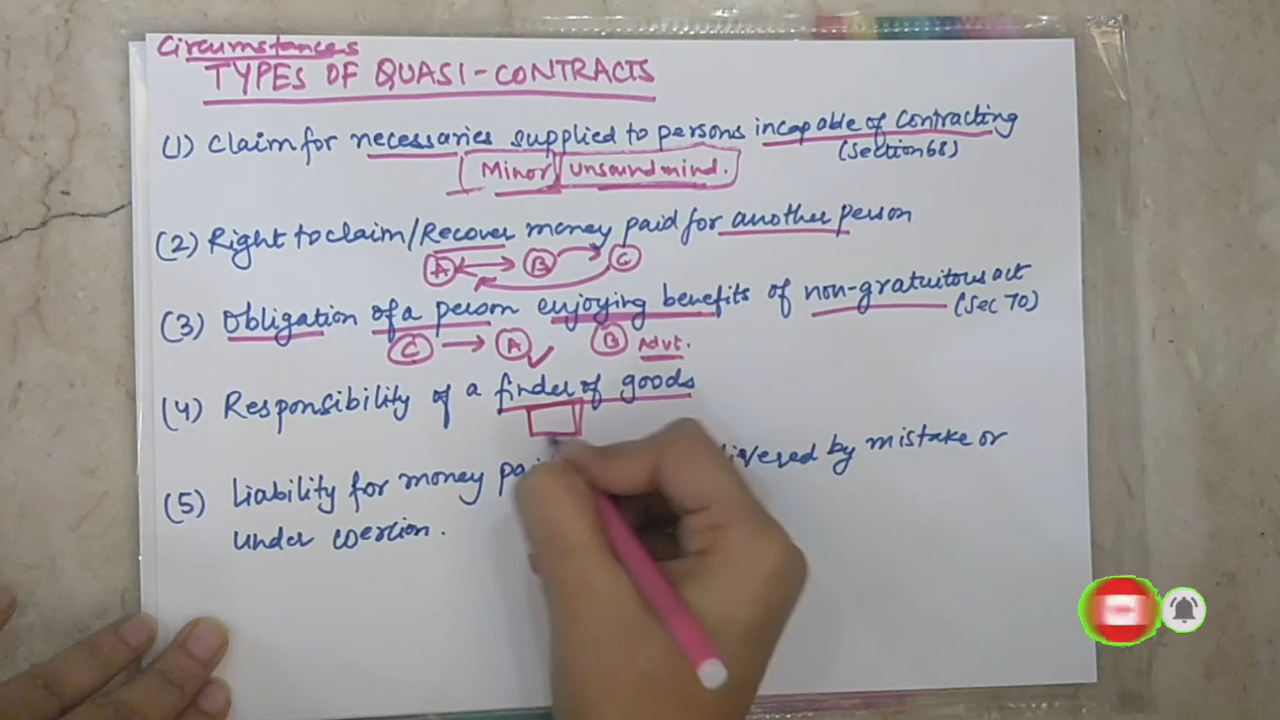 Circumstances
TYPES OF QUASI-CONTRACTS
(1) Claim for necessaries supplied to persons incapable of contracting
(Section 68)
Minor Unsound mind.
(2) Right to claim/Recover money paid for another person
A B C
(3) Obligation of a person enjoying benefits of non-gratuitous act
(Sec 70)
C A B Advt.
(4) Responsibility of a finder of goods
(5) Liability for money by mistake or
under coercion.